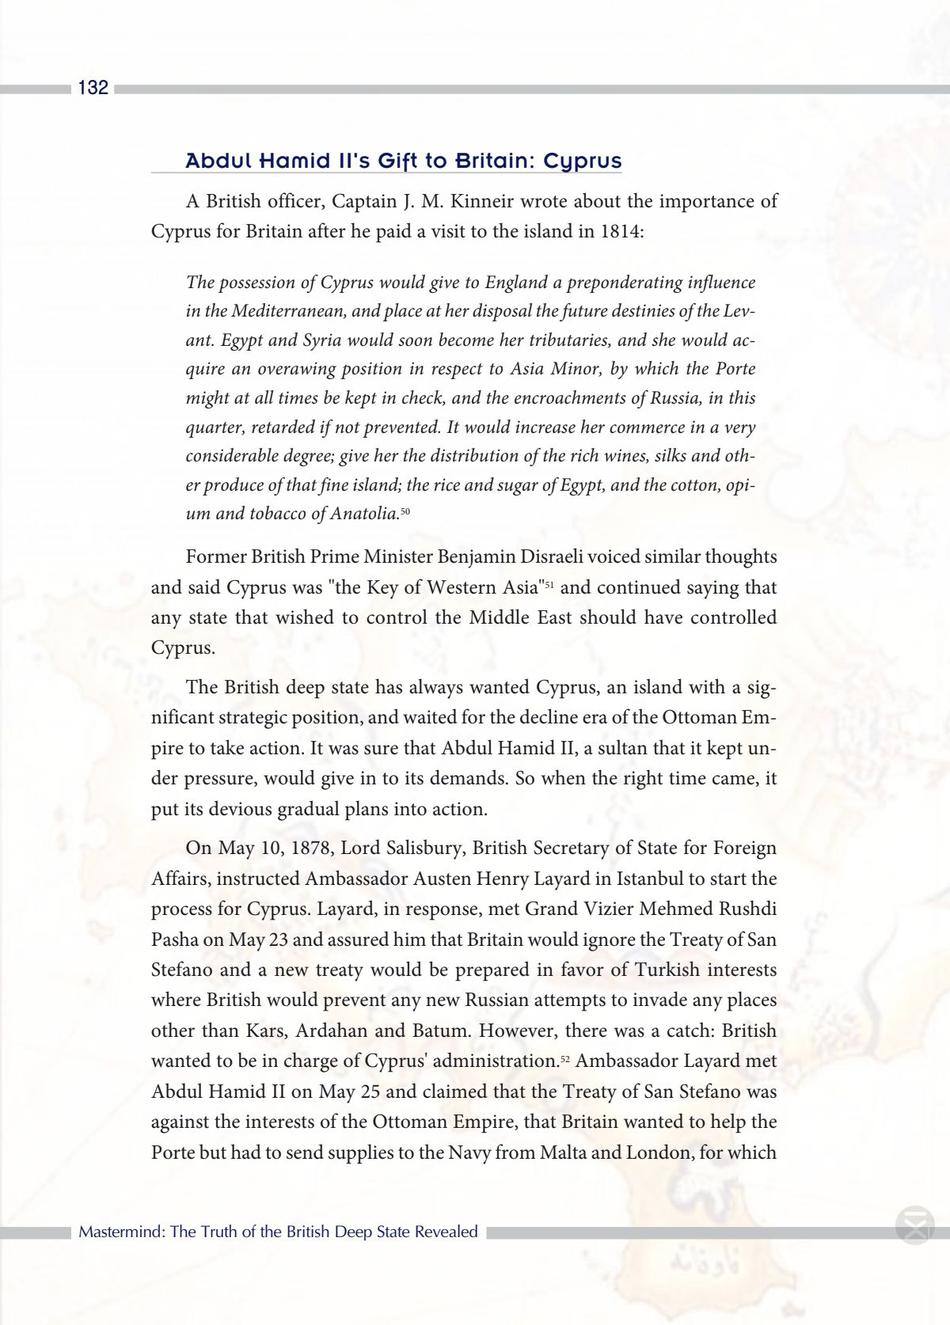 132
Abdul Hamid II's Gift to Britain: Cyprus
A British officer, Captain J. M. Kinneir wrote about the importance of
Cyprus for Britain after he paid a visit to the island in 1814:
The possession of Cyprus would give to England a preponderating influence
in the Mediterranean, and place at her disposal the future destinies of the Lev-
ant. Egypt and Syria would soon become her tributaries, and she would ac-
quire an overawing position in respect to Asia Minor, by which the Porte
might at all times be kept in check, and the encroachments of Russia, in this
quarter, retarded if not prevented. It would increase her commerce in a very
considerable degree; give her the distribution of the rich wines, silks and oth-
er produce of that fine island; the rice and sugar of Egypt, and the cotton, opi-
um and tobacco of Anatolia.50
Former British Prime Minister Benjamin Disraeli voiced similar thoughts
and said Cyprus was "the Key of Western Asia"51 and continued saying that
any state that wished to control the Middle East should have controlled
Cyprus.
The British deep state has always wanted Cyprus, an island with a sig-
nificant strategic position, and waited for the decline era of the Ottoman Em-
pire to take action. It was sure that Abdul Hamid II, a sultan that it kept un-
der pressure, would give in to its demands. So when the right time came, it
put its devious gradual plans into action.
On May 10, 1878, Lord Salisbury, British Secretary of State for Foreign
Affairs, instructed Ambassador Austen Henry Layard in Istanbul to start the
process for Cyprus. Layard, in response, met Grand Vizier Mehmed Rushdi
Pasha on May 23 and assured him that Britain would ignore the Treaty of San
Stefano and a new treaty would be prepared in favor of Turkish interests
where British would prevent any new Russian attempts to invade any places
other than Kars, Ardahan and Batum. However, there was a catch: British
wanted to be in charge of Cyprus' administration.52 Ambassador Layard met
Abdul Hamid II on May 25 and claimed that the Treaty of San Stefano was
against the interests of the Ottoman Empire, that Britain wanted to help the
Porte but had to send supplies to the Navy from Malta and London, for which
Mastermind: The Truth of the British Deep State Revealed